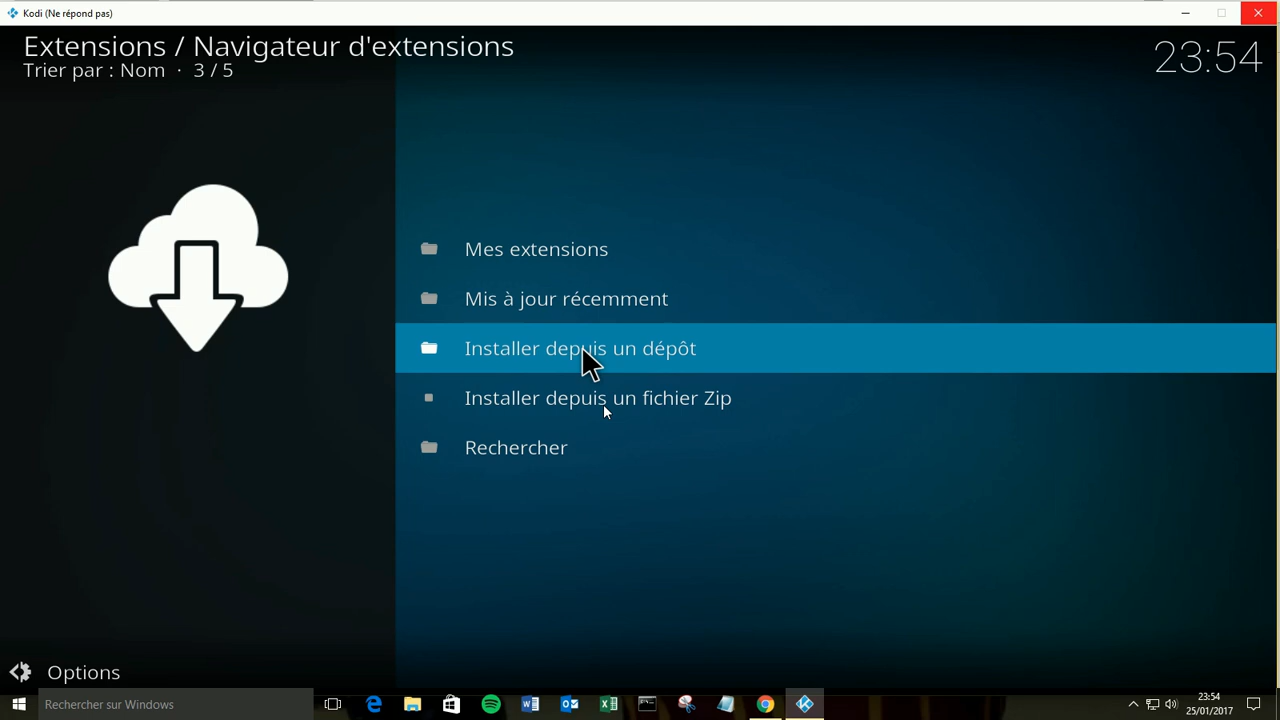 Kodi (Ne répond pas)
Extensions / Navigateur d'extensions
Trier par : Nom · 3 / 5
23:54
Mes extensions
Mis à jour récemment
Installer depuis un dépôt
Installer depuis un fichier Zip
Rechercher
Options
Rechercher sur Windows
23:54
25/01/2017